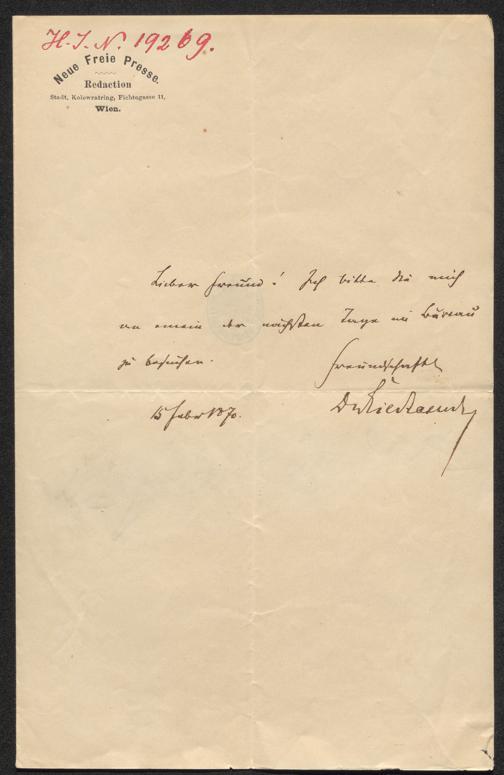 H. I. N. 19269.
Neue Freie Presse.
Redaction
Stadt, Kolowratring, Fichtegasse 11,
Wien.
Lieber Freund! Ich bitte Sie mich
an einem der nächsten Tage im Bureau
zu besuchen.
Freundschaftl
15 Febr 1870.